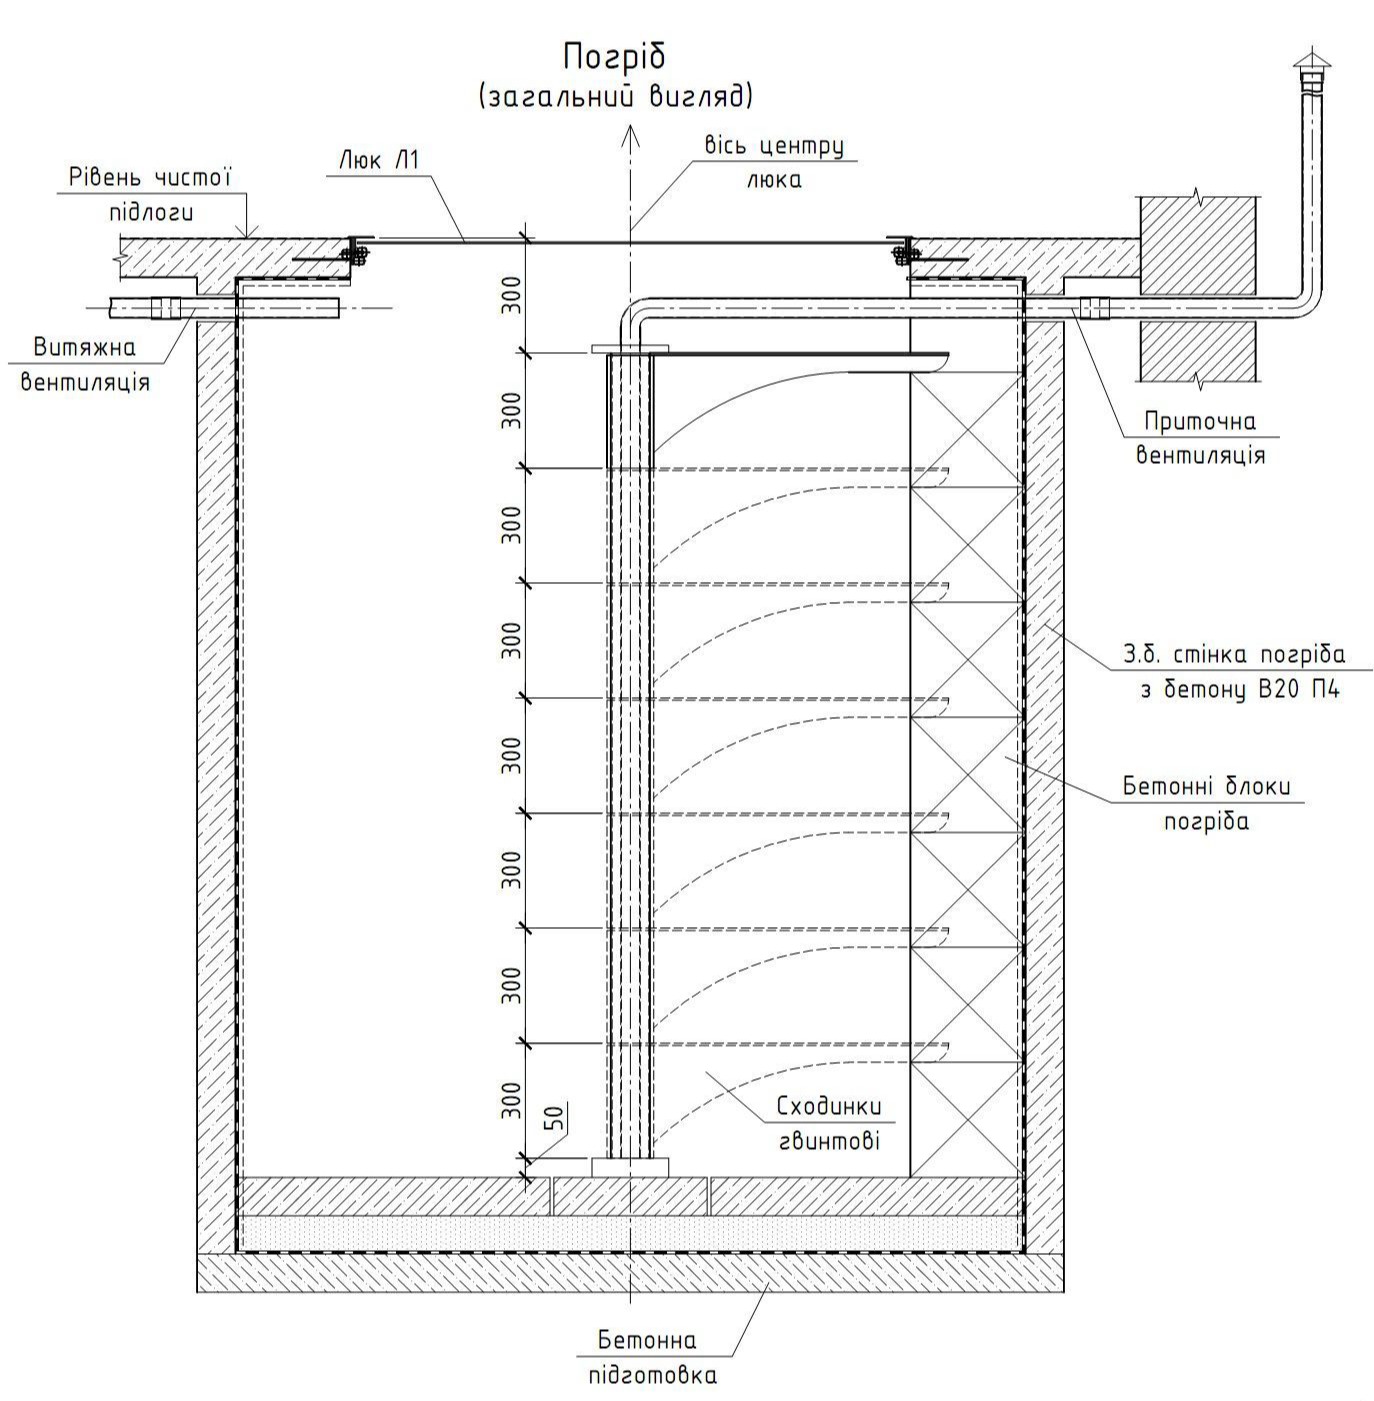 Погріб
(загальний вигляд)
вісь центру
люка
Люк Л1
Рівень чистої
підлоги
300
Витяжна
вентиляція
300
Приточна
вентиляція
300
300
З.б. стінка погріба
з бетону В20 П4
300
Бетонні блоки
погріба
300
300
300
50
Сходинки
гвинтові
Бетонна
підготовка